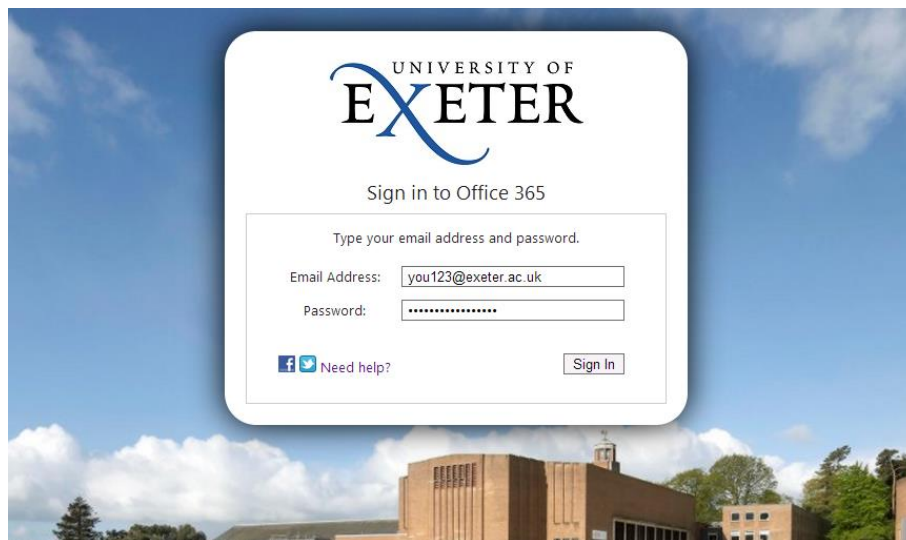 UNIVERSITY OF
EXETER
Sign in to Office 365
Type your email address and password.
Email Address: you123@exeter.ac.uk
Password: •••••••••••••••••
Need help? Sign In